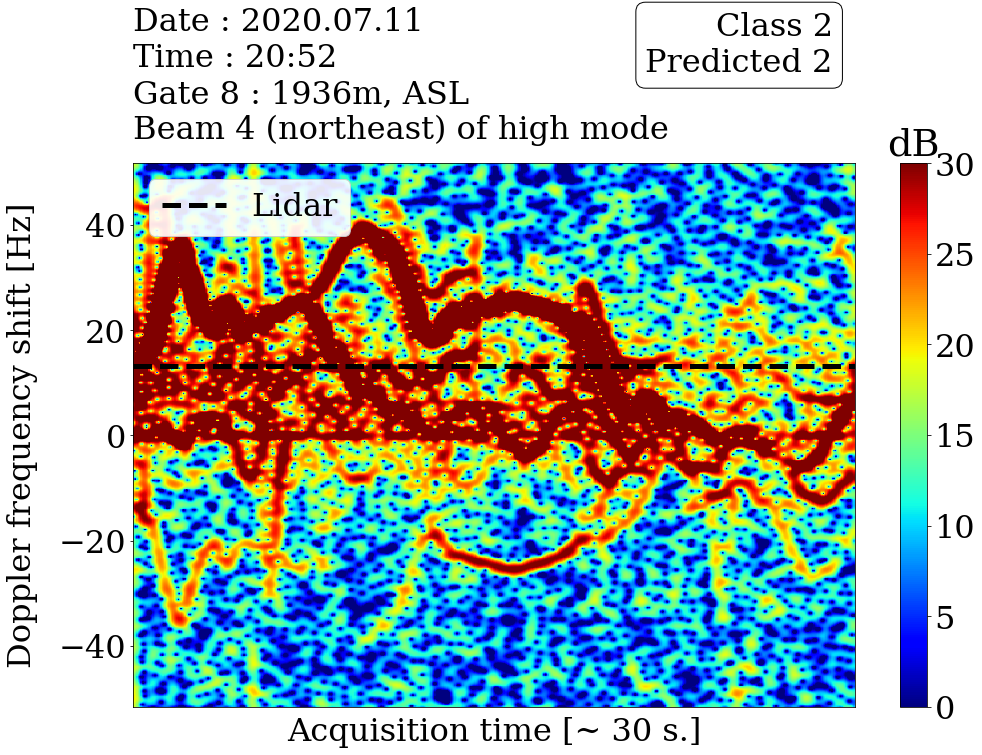 Date : 2020.07.11
Time : 20:52
Gate 8 : 1936m, ASL
Beam 4 (northeast) of high mode
Class 2
Predicted 2
dB
Lidar
Doppler frequency shift [Hz]
40
20
0
−20
−40
30
25
20
15
10
5
0
Acquisition time [~ 30 s.]